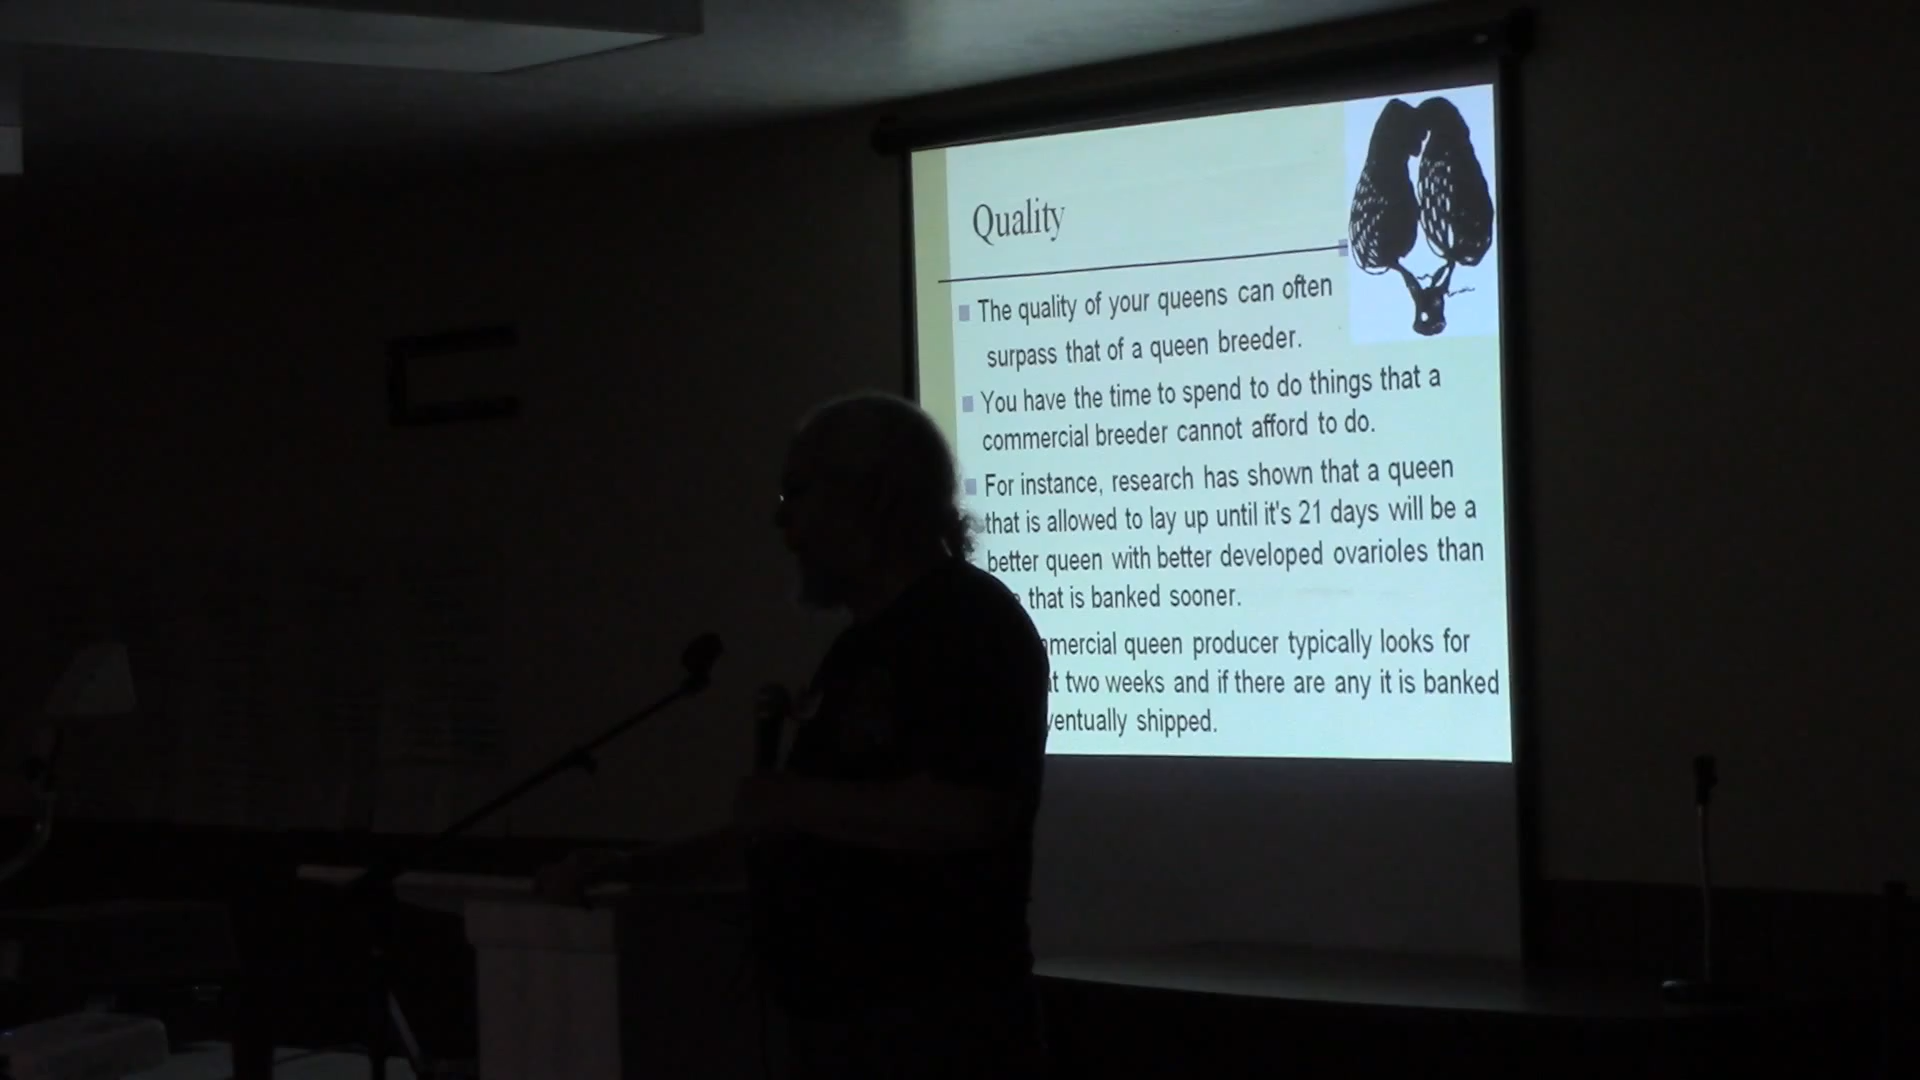 Quality
The quality of your queens can often
surpass that of a queen breeder.
You have the time to spend to do things that a
commercial breeder cannot afford to do.
For instance, research has shown that a queen
that is allowed to lay up until it's 21 days will be a
better queen with better developed ovarioles than
that is banked sooner.
queen producer typically looks for
two weeks and if there are any it is banked
shipped.